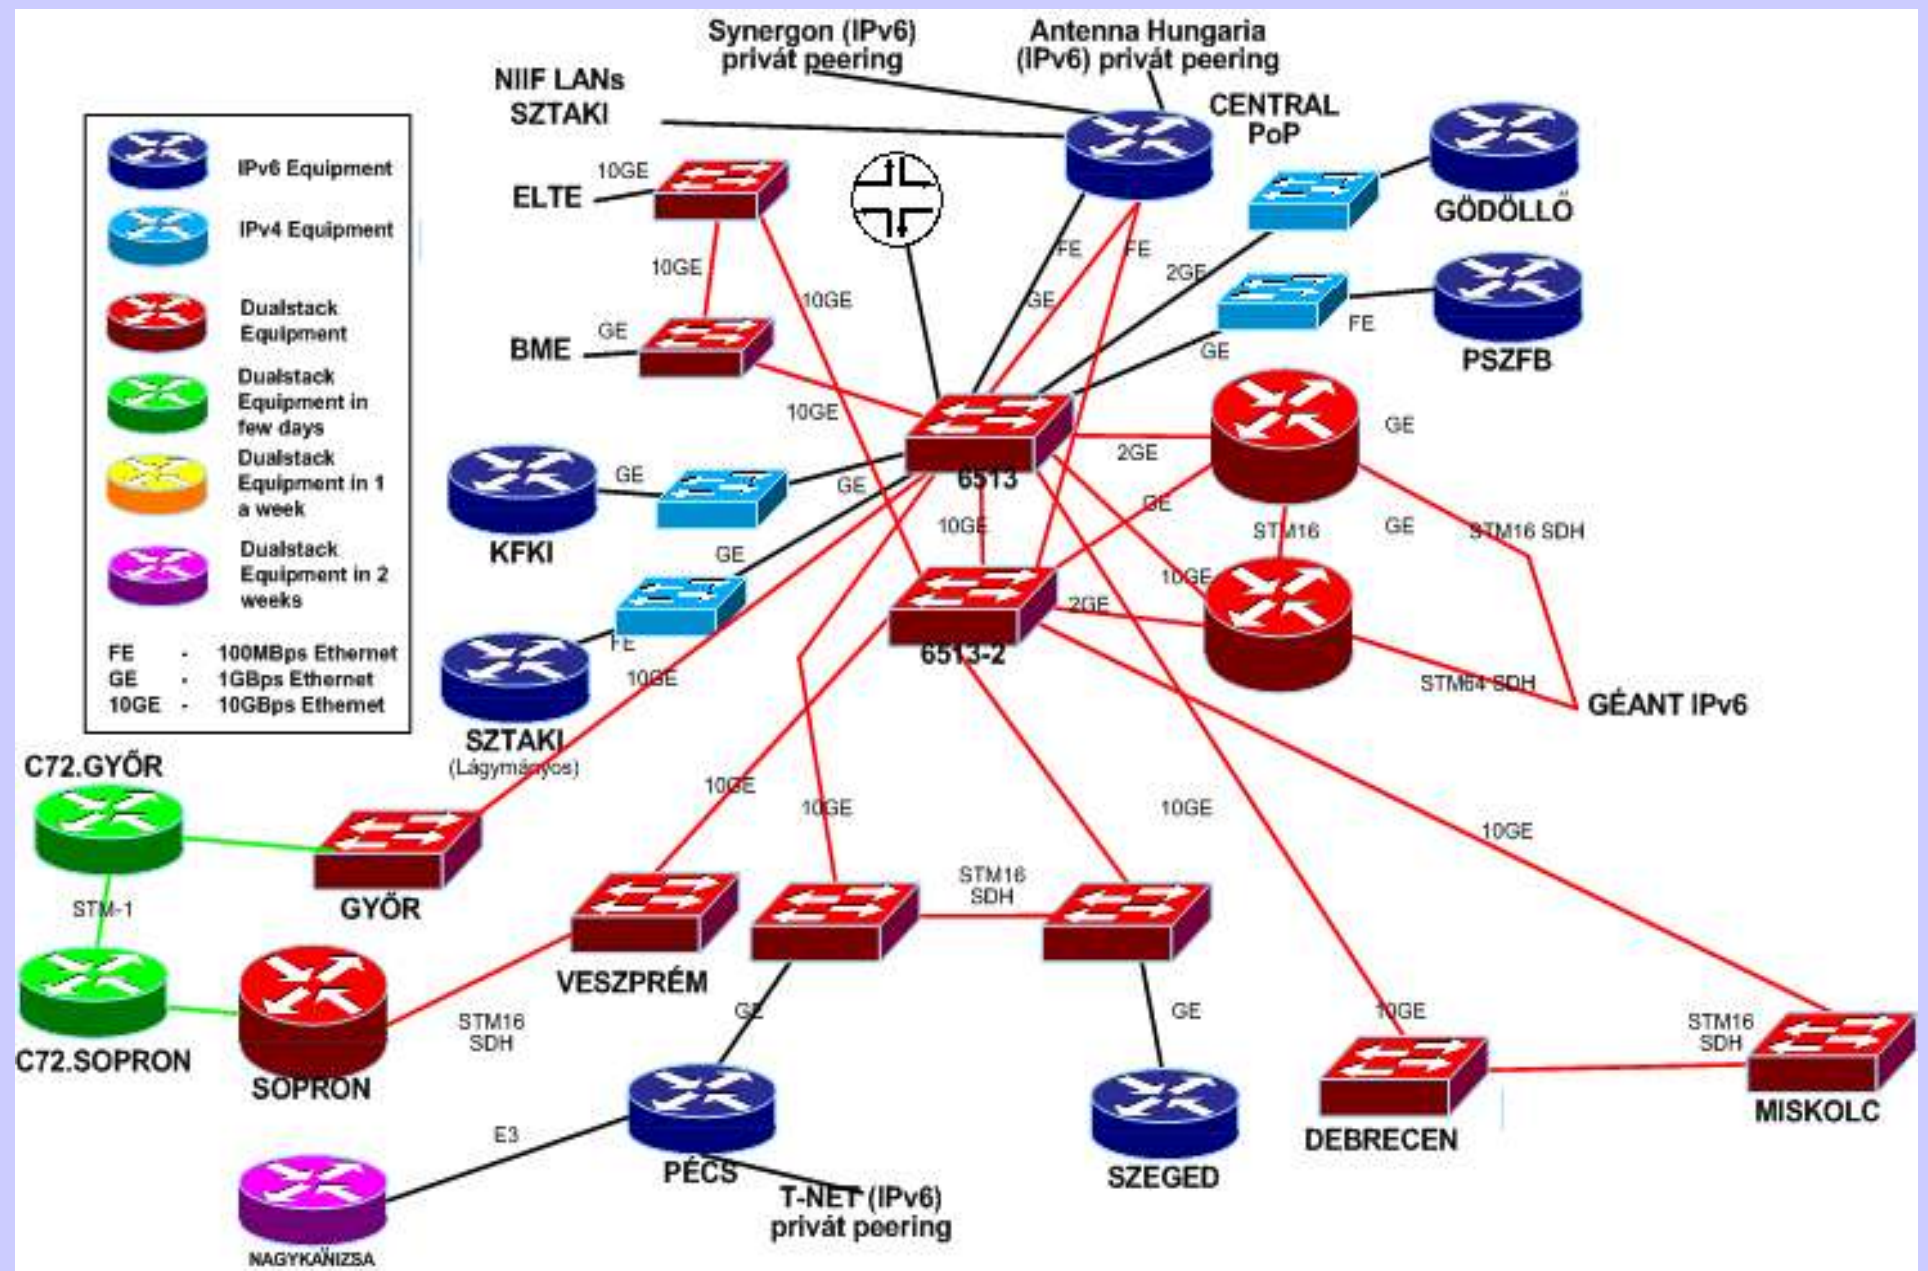 Synergon (IPv6)
privát peering
Antenna Hungaria
(IPv6) privát peering
NIIF LANs
SZTAKI
CENTRAL
PoP
IPv6 Equipment
IPv4 Equipment
Dualstack
Equipment
Dualstack
Equipment in
few days
Dualstack
Equipment in 1
a week
Dualstack
Equipment in 2
weeks
FE - 100MBps Ethernet
GE - 1GBps Ethernet
10GE - 10GBps Ethernet
10GE
ELTE
GÖDÖLLŐ
FE
FE
10GE
2GE
10GE
GE
GE
BME
FE
GE
PSZFB
10GE
GE
2GE
6513
GE
GE
KFKI
GE
10GE
GE
STM16
GE
STM16 SDH
10GE
2GE
FE
6513-2
10GE
STM64 SDH
GÉANT IPv6
SZTAKI
(Lágymányos)
C72.GYŐR
10GE
10GE
10GE
10GE
STM-1
GYŐR
STM16
SDH
VESZPRÉM
GE
GE
10GE
STM16
SDH
STM16
SDH
C72.SOPRON
SOPRON
E3
MISKOLC
DEBRECEN
PÉCS
SZEGED
T-NET (IPv6)
privát peering
NAGYKANIZSA